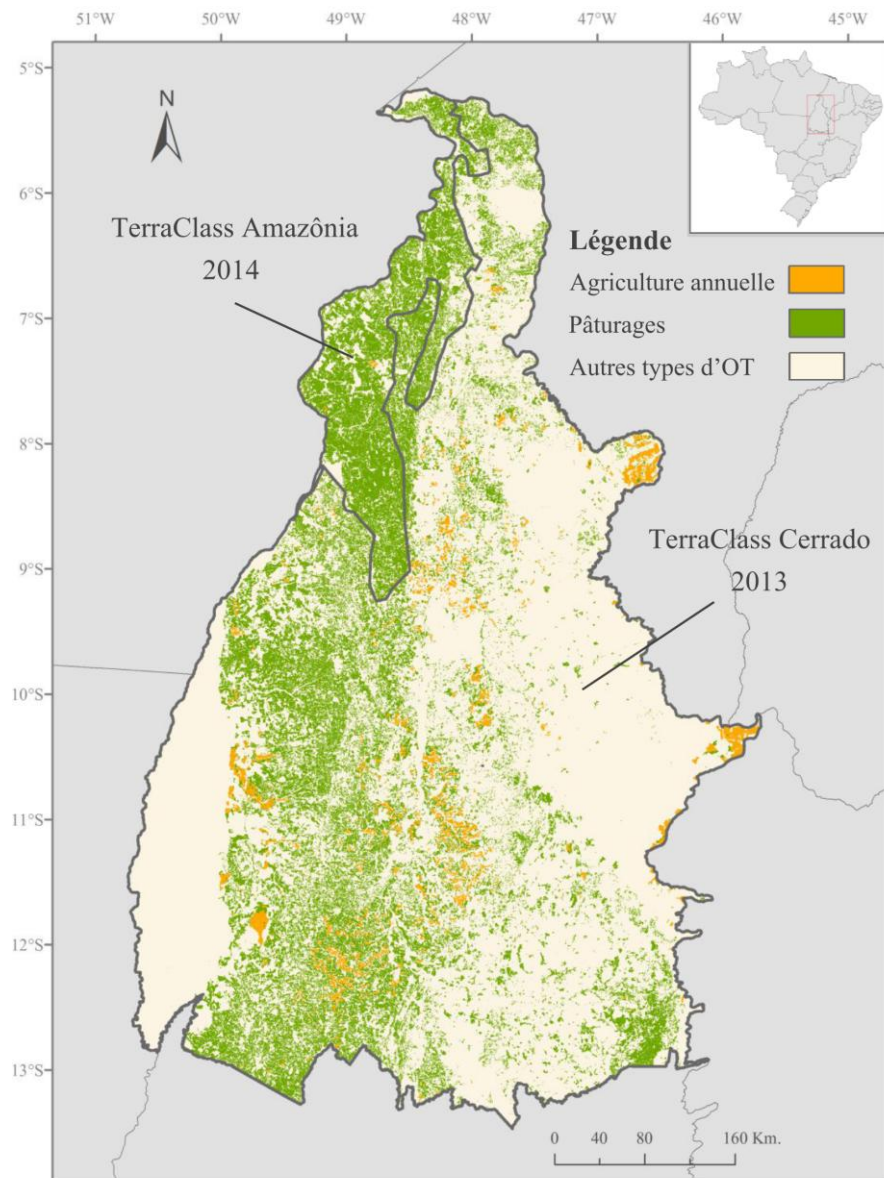 51°W 50°W 49°W 48°W 47°W 46°W 45°W
5°S
6°S
7°S
8°S
9°S
10°S
11°S
12°S
13°S
N
TerraClass Amazônia
2014
Légende
Agriculture annuelle
Pâturages
Autres types d’OT
TerraClass Cerrado
2013
0 40 80 160 Km.